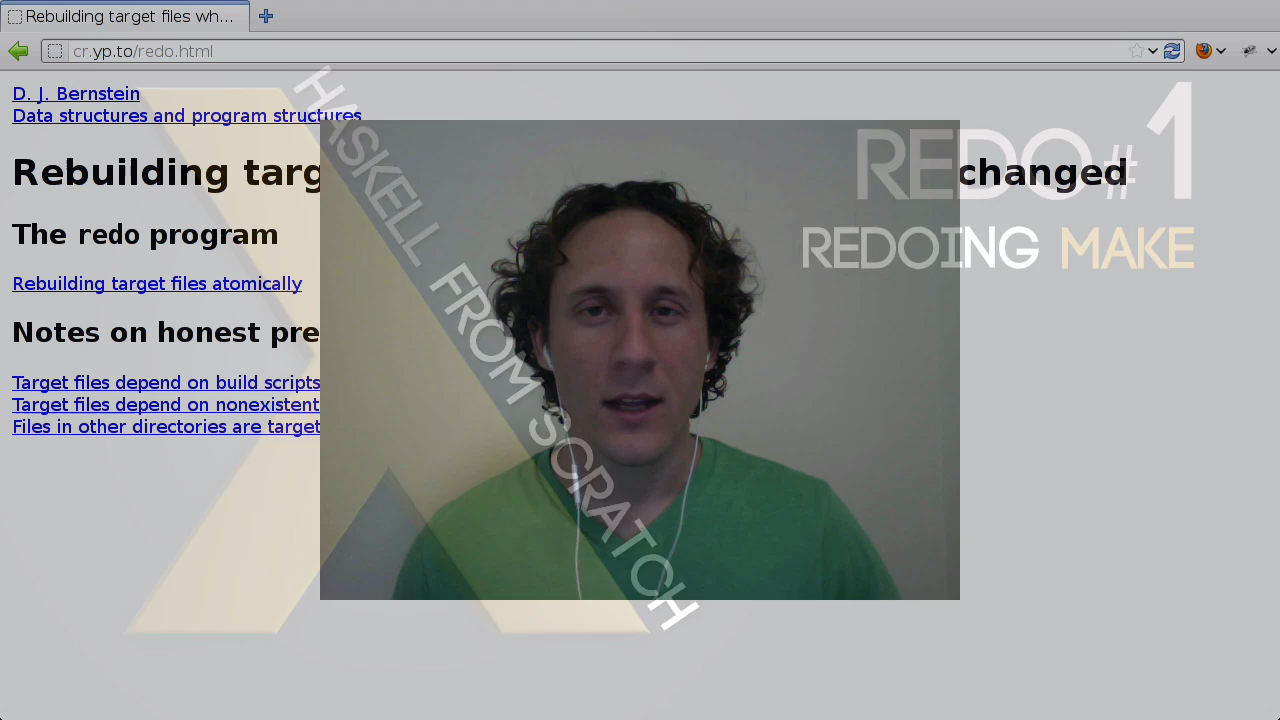 Rebuilding target files wh...
cr.yp.to/redo.html
D. J. Bernstein
Data structures and program structures
Rebuilding targ
changed
The redo program
Rebuilding target files atomically
Notes on honest pre
Target files depend on build scripts
Target files depend on nonexistent
Files in other directories are target
HASKELL FROM SCRATCH
REDO #1
REDOING MAKE